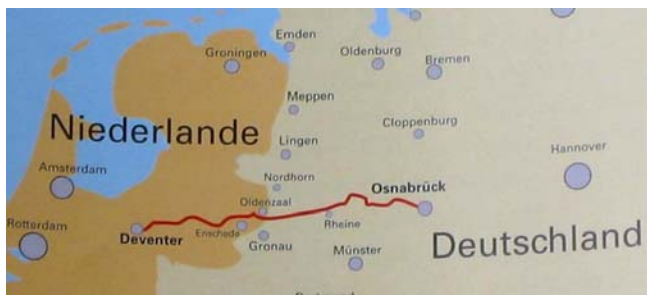 Emden
Groningen
Oldenburg
Bremen
Meppen
Niederlande
Cloppenburg
Lingen
Hannover
Amsterdam
Nordhorn
Osnabrück
Oldenzaal
Rotterdam
Deventer
Enschede
Rheine
Gronau
Münster
Deutschland